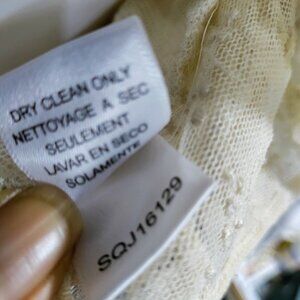 DRY CLEAN ONLY
NETTOYAGE A SEC
SEULEMENT
LAVAR EN SECO
SOLAMENTE
SQJ16129